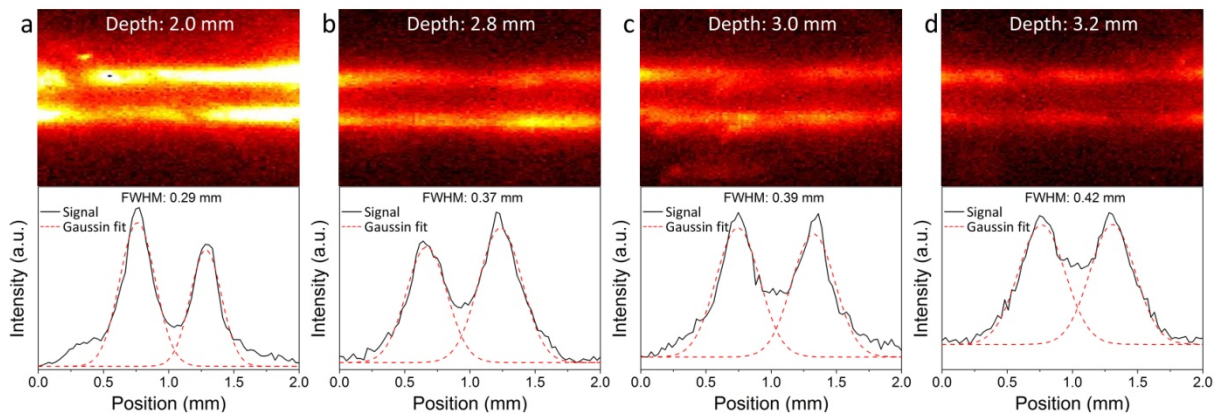 a
Depth: 2.0 mm
FWHM: 0.29 mm
Signal
Gaussin fit
Intensity (a.u.)
0.0 0.5 1.0 1.5 2.0
Position (mm)
b
Depth: 2.8 mm
FWHM: 0.37 mm
Signal
Gaussin fit
Intensity (a.u.)
0.0 0.5 1.0 1.5 2.0
Position (mm)
c
Depth: 3.0 mm
FWHM: 0.39 mm
Signal
Gaussin fit
Intensity (a.u.)
0.0 0.5 1.0 1.5 2.0
Position (mm)
d
Depth: 3.2 mm
FWHM: 0.42 mm
Signal
Gaussin fit
Intensity (a.u.)
0.0 0.5 1.0 1.5 2.0
Position (mm)